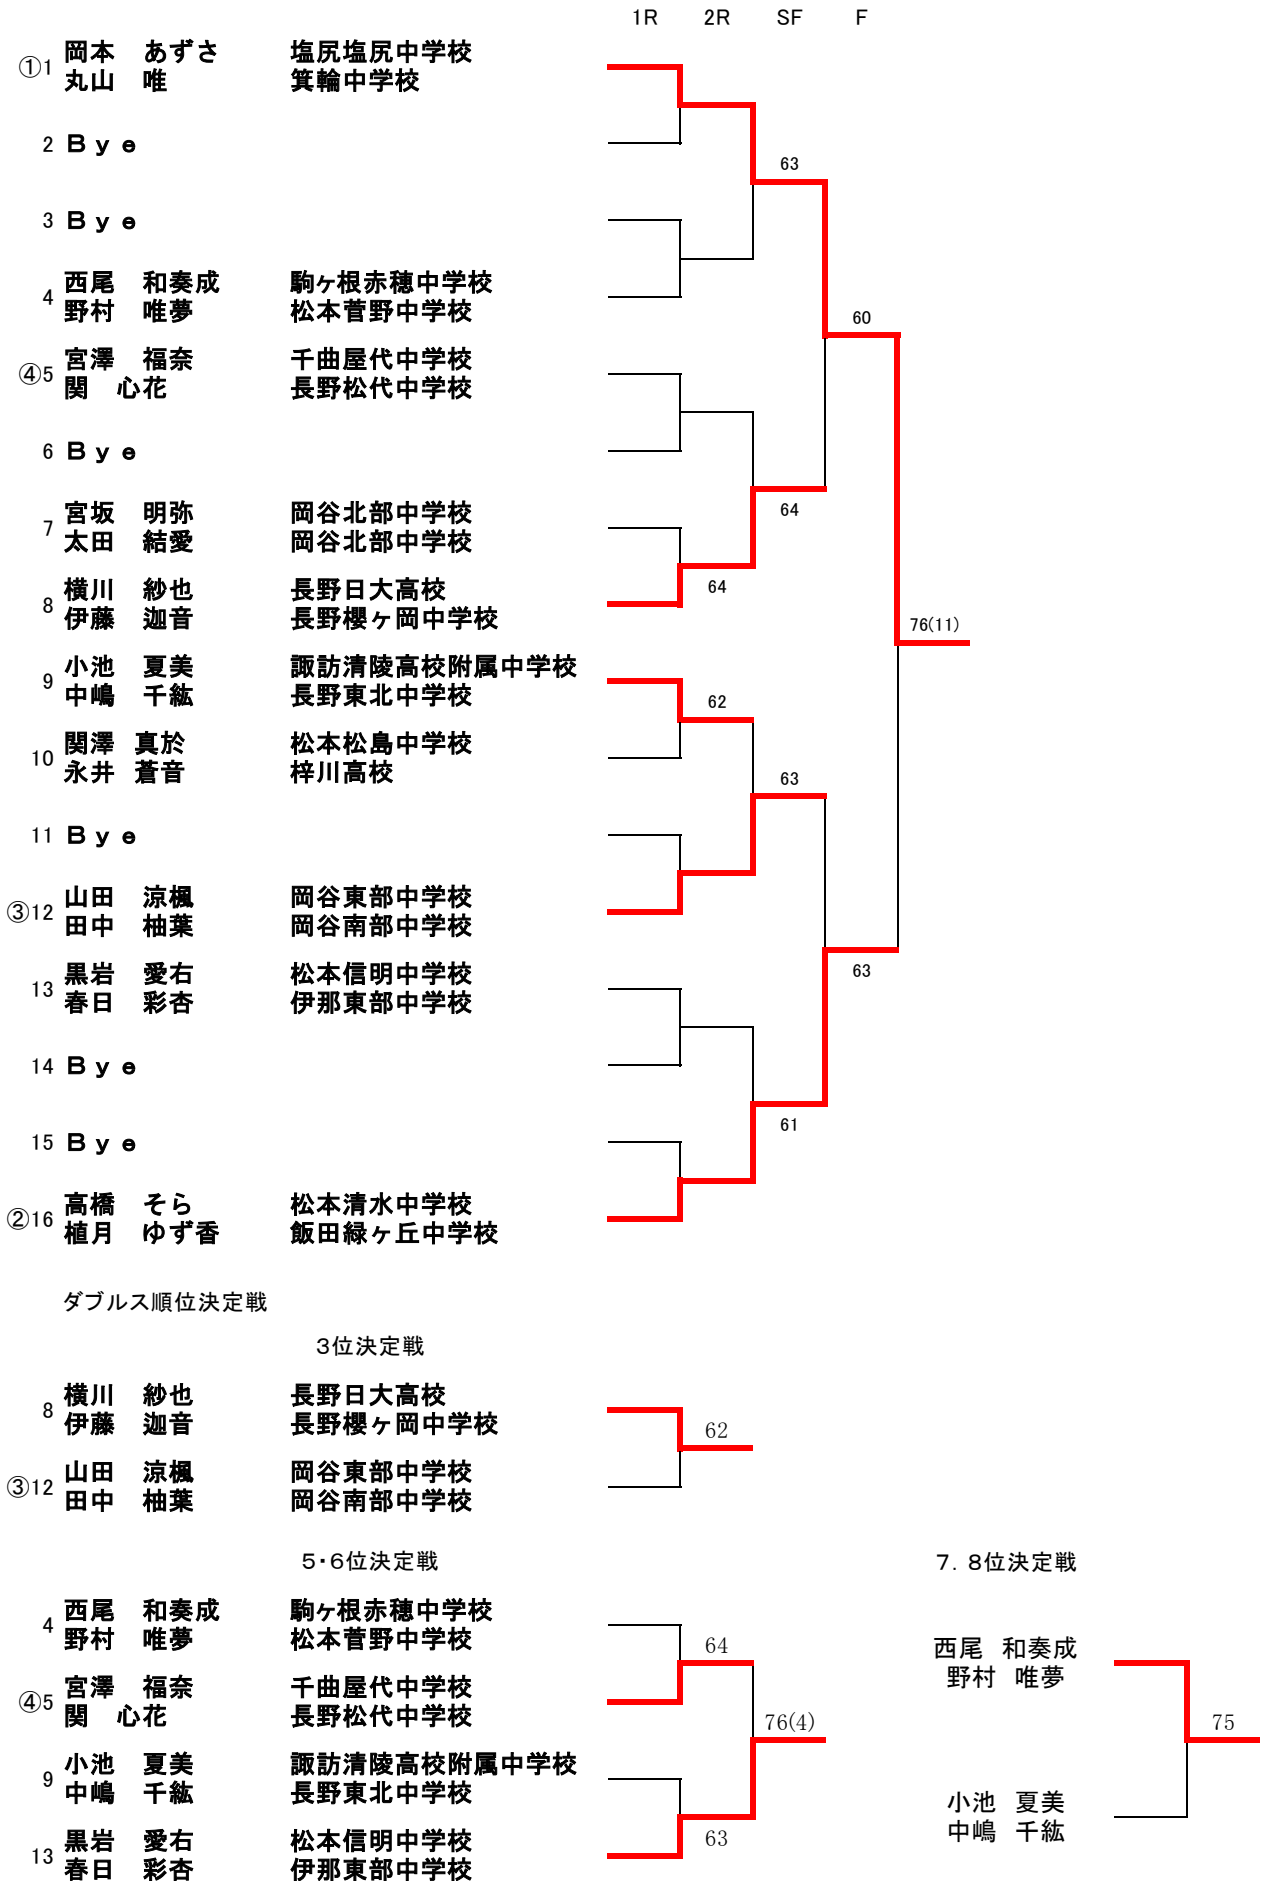 1R 2R SF F
①1 岡本 あずさ 塩尻塩尻中学校
丸山 唯 箕輪中学校
2 Ｂｙｅ
63
3 Ｂｙｅ
4 西尾 和奏成 駒ヶ根赤穂中学校
野村 唯夢 松本菅野中学校
60
④5 宮澤 福奈 千曲屋代中学校
関 心花 長野松代中学校
6 Ｂｙｅ
64
7 宮坂 明弥 岡谷北部中学校
太田 結愛 岡谷北部中学校
64
8 横川 紗也 長野日大高校
伊藤 迦音 長野櫻ヶ岡中学校
76(11)
9 小池 夏美 諏訪清陵高校附属中学校
中嶋 千紘 長野東北中学校
62
10 関澤 真於 松本松島中学校
永井 蒼音 梓川高校
63
11 Ｂｙｅ
③12 山田 涼楓 岡谷東部中学校
田中 柚葉 岡谷南部中学校
63
13 黒岩 愛右 松本信明中学校
春日 彩杏 伊那東部中学校
14 Ｂｙｅ
61
15 Ｂｙｅ
②16 高橋 そら 松本清水中学校
植月 ゆず香 飯田緑ヶ丘中学校
ダブルス順位決定戦
３位決定戦
8 横川 紗也 長野日大高校
伊藤 迦音 長野櫻ヶ岡中学校
62
③12 山田 涼楓 岡谷東部中学校
田中 柚葉 岡谷南部中学校
５・６位決定戦
4 西尾 和奏成 駒ヶ根赤穂中学校
野村 唯夢 松本菅野中学校
64
④5 宮澤 福奈 千曲屋代中学校
関 心花 長野松代中学校
76(4)
9 小池 夏美 諏訪清陵高校附属中学校
中嶋 千紘 長野東北中学校
63
13 黒岩 愛右 松本信明中学校
春日 彩杏 伊那東部中学校
７．８位決定戦
西尾 和奏成
野村 唯夢
75
小池 夏美
中嶋 千紘